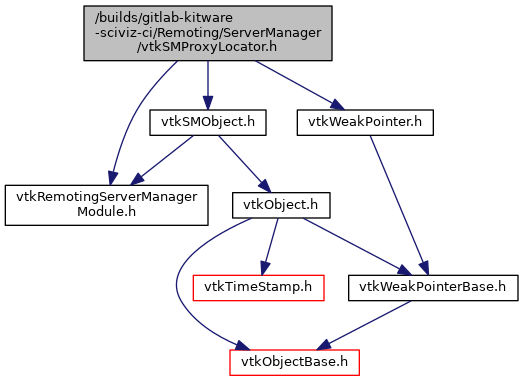 /builds/gitlab-kitware
-sciviz-ci/Remoting/ServerManager
/vtkSMProxyLocator.h
vtkSMObject.h
vtkWeakPointer.h
vtkRemotingServerManager
Module.h
vtkObject.h
vtkTimeStamp.h
vtkWeakPointerBase.h
vtkObjectBase.h